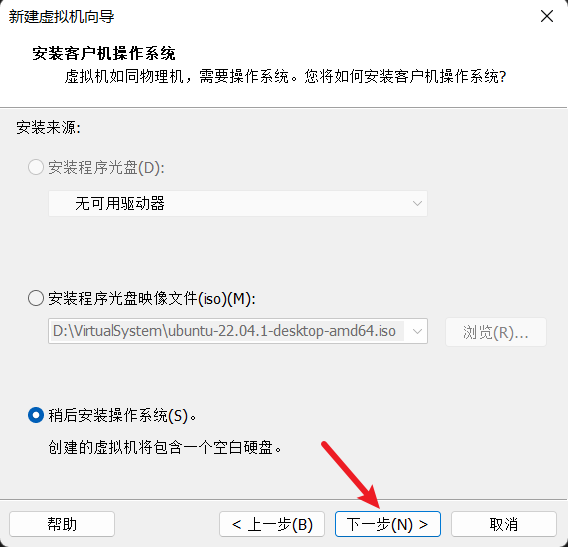 新建虚拟机向导
安装客户机操作系统
虚拟机如同物理机，需要操作系统。您将如何安装客户机操作系统?
安装来源:
安装程序光盘(D):
无可用驱动器
安装程序光盘映像文件(iso)(M):
D:\VirtualSystem\ubuntu-22.04.1-desktop-amd64.iso
浏览(R)...
稍后安装操作系统(S)。
创建的虚拟机将包含一个空白硬盘。
帮助
< 上一步(B)
下一步(N) >
取消